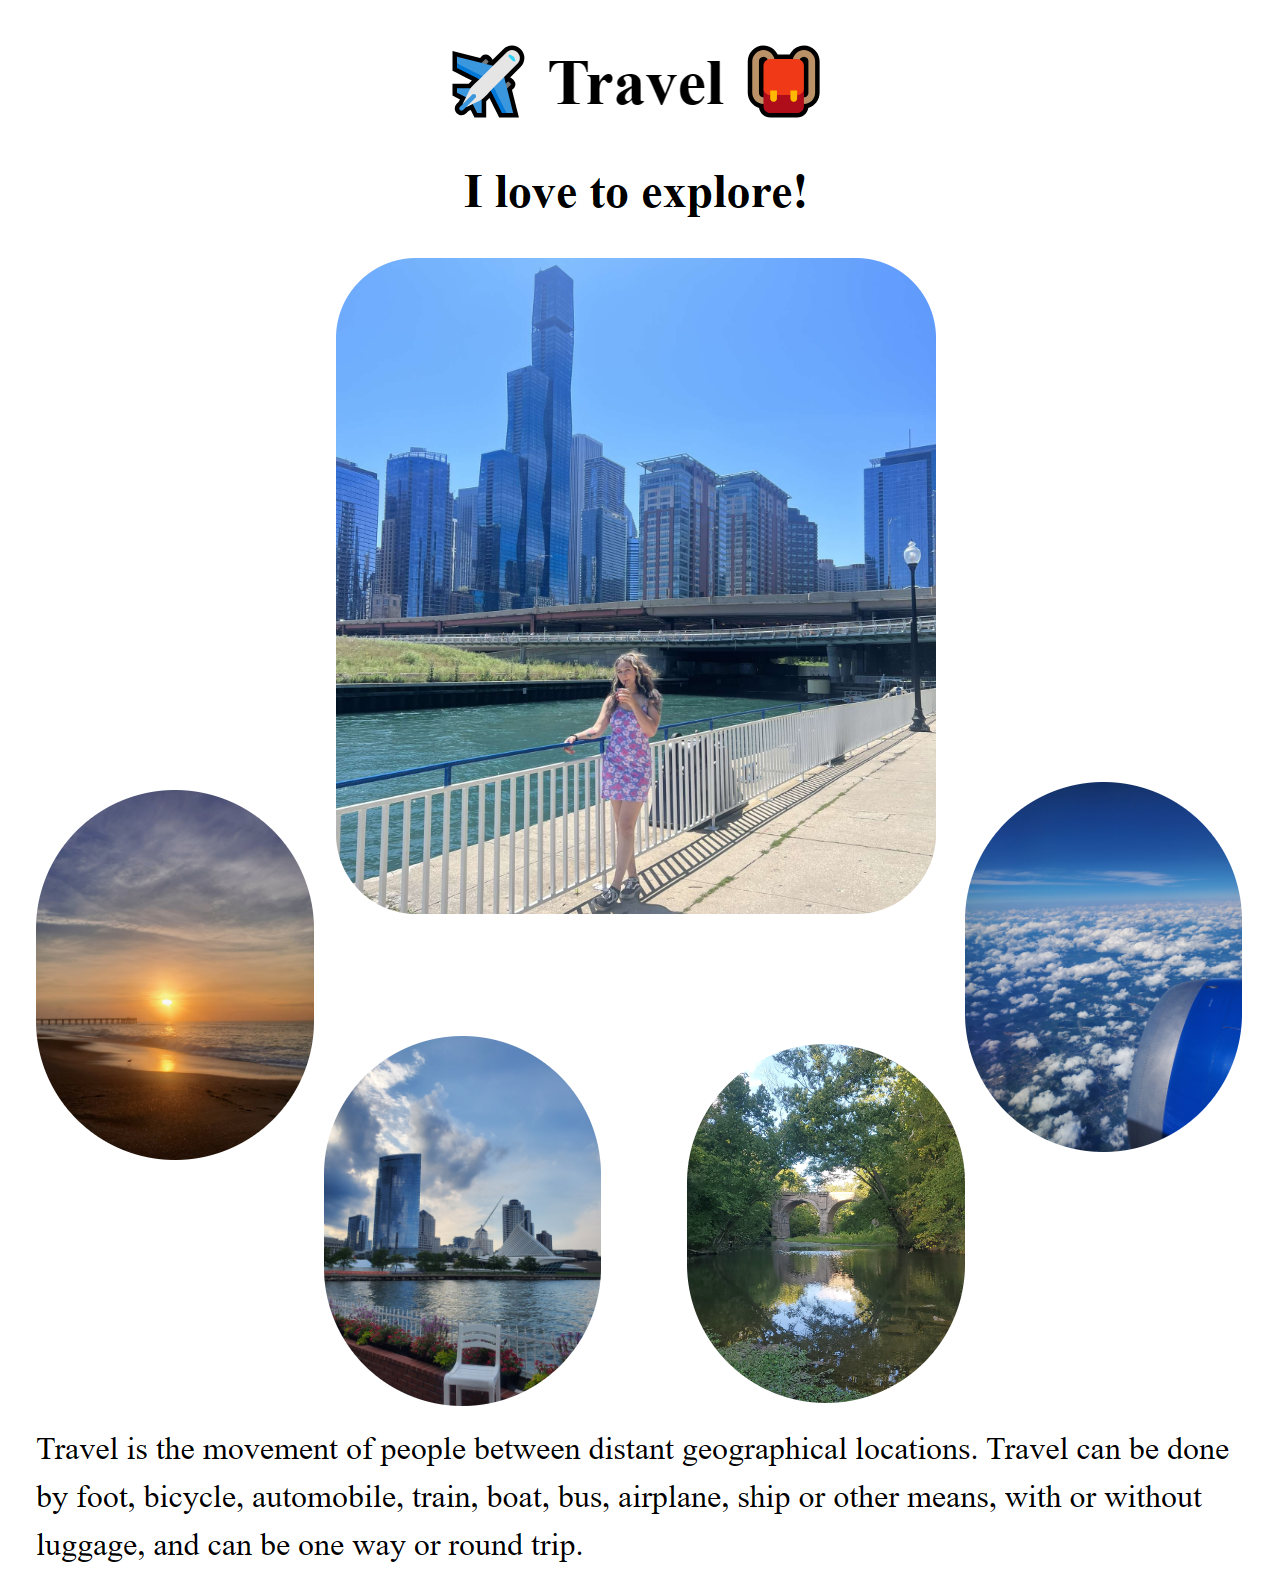 Travel
I love to explore!
Travel is the movement of people between distant geographical locations. Travel can be done
by foot, bicycle, automobile, train, boat, bus, airplane, ship or other means, with or without
luggage, and can be one way or round trip.